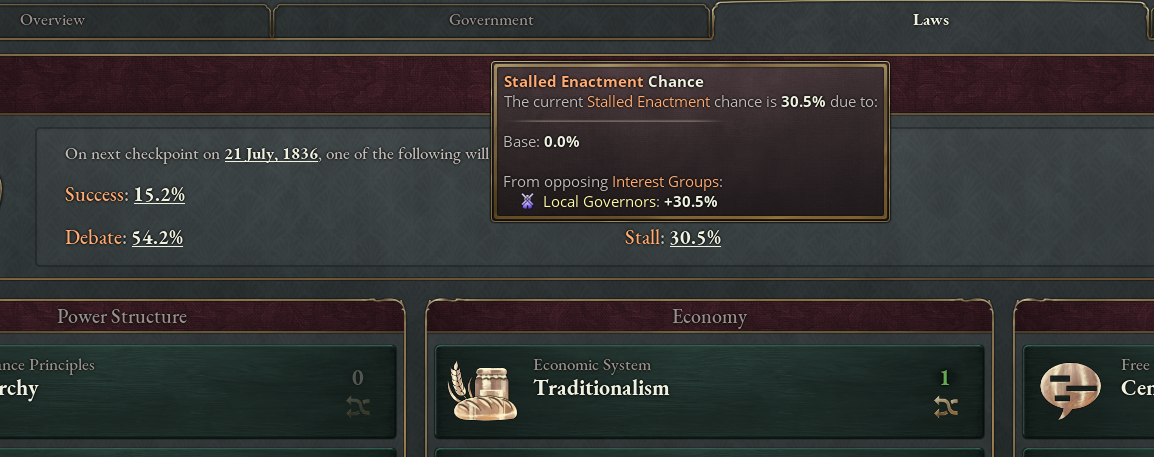 Overview
Government
Laws
Stalled Enactment Chance
The current Stalled Enactment chance is 30.5% due to:
Base: 0.0%
From opposing Interest Groups:
Local Governors: +30.5%
On next checkpoint on 21 July, 1836, one of the following will
Success: 15.2%
Debate: 54.2%
Stall: 30.5%
Power Structure
Economy
ance Principles
rchy
0
Economic System
Traditionalism
1
Free
Cen